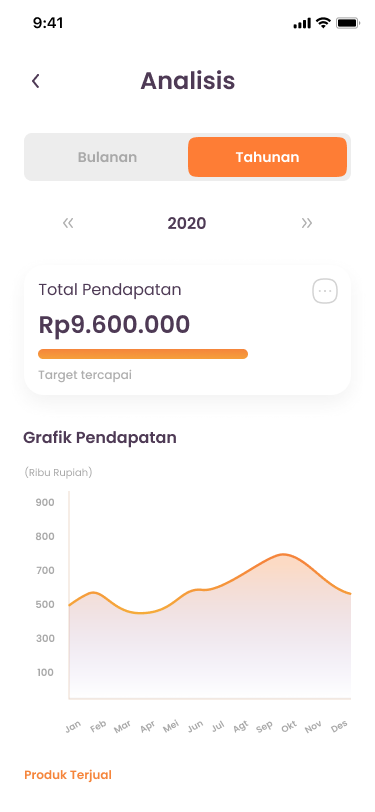 9:41
Analisis
Bulanan Tahunan
2020
Total Pendapatan
Rp9.600.000
Target tercapai
Grafik Pendapatan
(Ribu Rupiah)
900
800
700
500
300
100
Jan Feb Mar Apr Mei Jun Jul Agt Sep Okt Nov Des
Produk Terjual